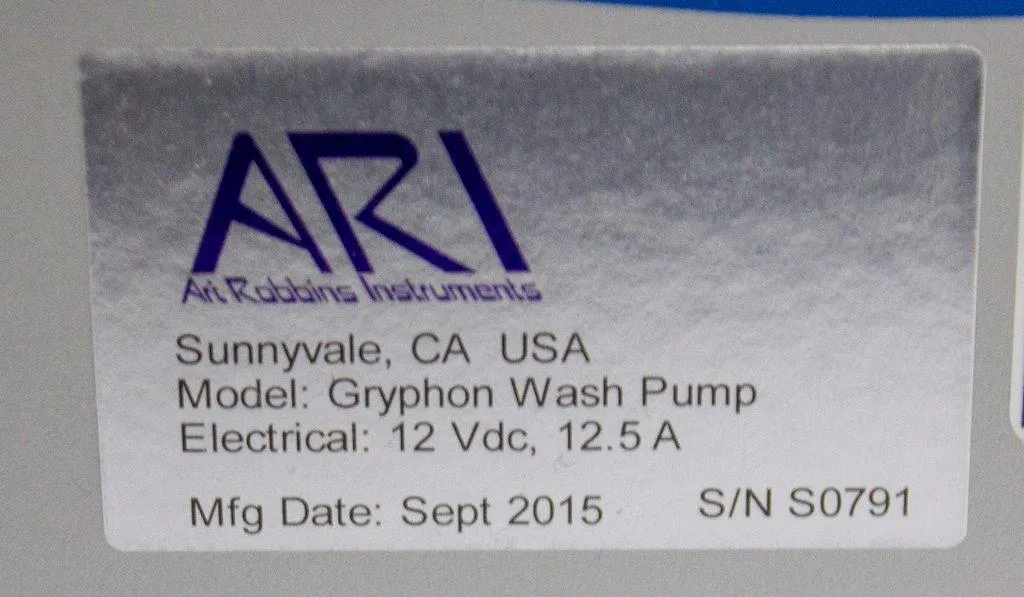 ARI
Art Robbins Instruments
Sunnyvale, CA USA
Model: Gryphon Wash Pump
Electrical: 12 Vdc, 12.5 A
Mfg Date: Sept 2015 S/N S0791